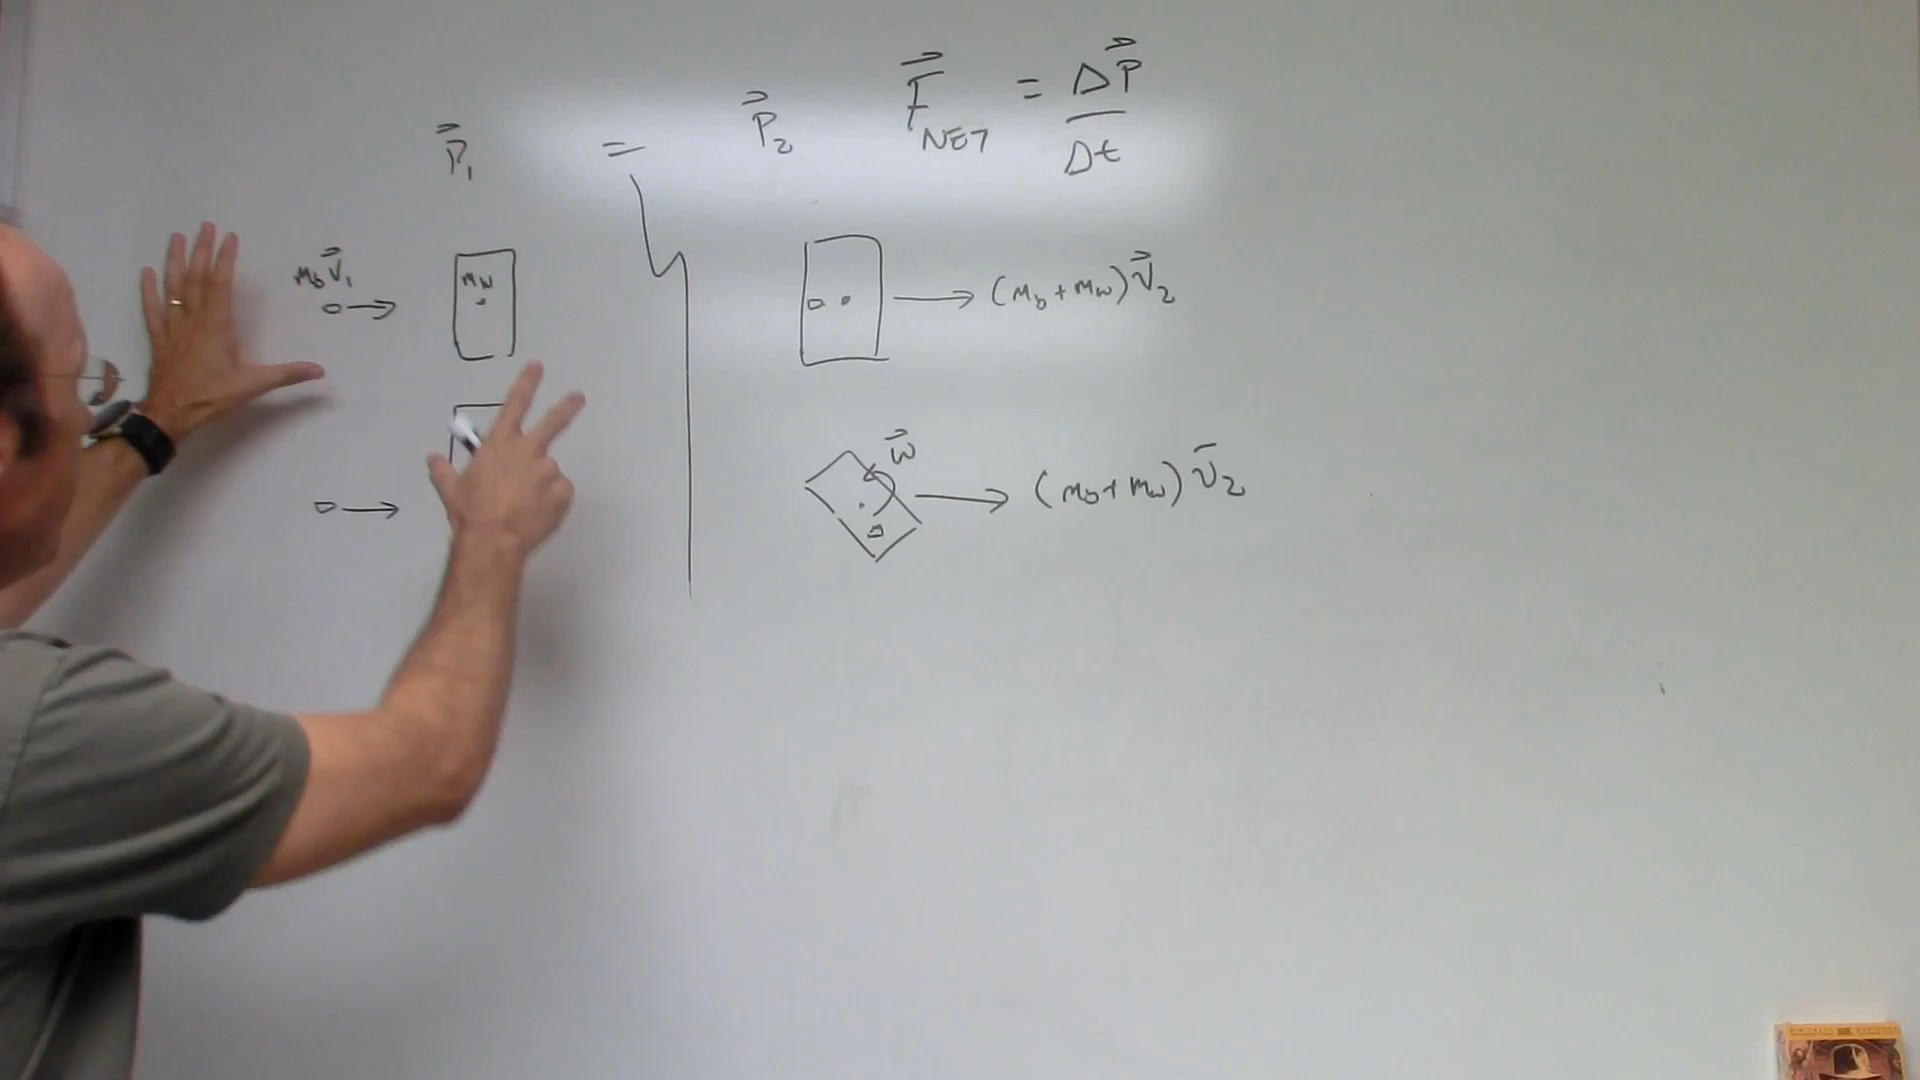 P⃗₁ = P⃗₂
F⃗_NET = ΔP⃗/Δt
m_b v⃗₁
m_w
(m_b + m_w) v⃗₂
ω⃗
(m_b + m_w) v̄₂